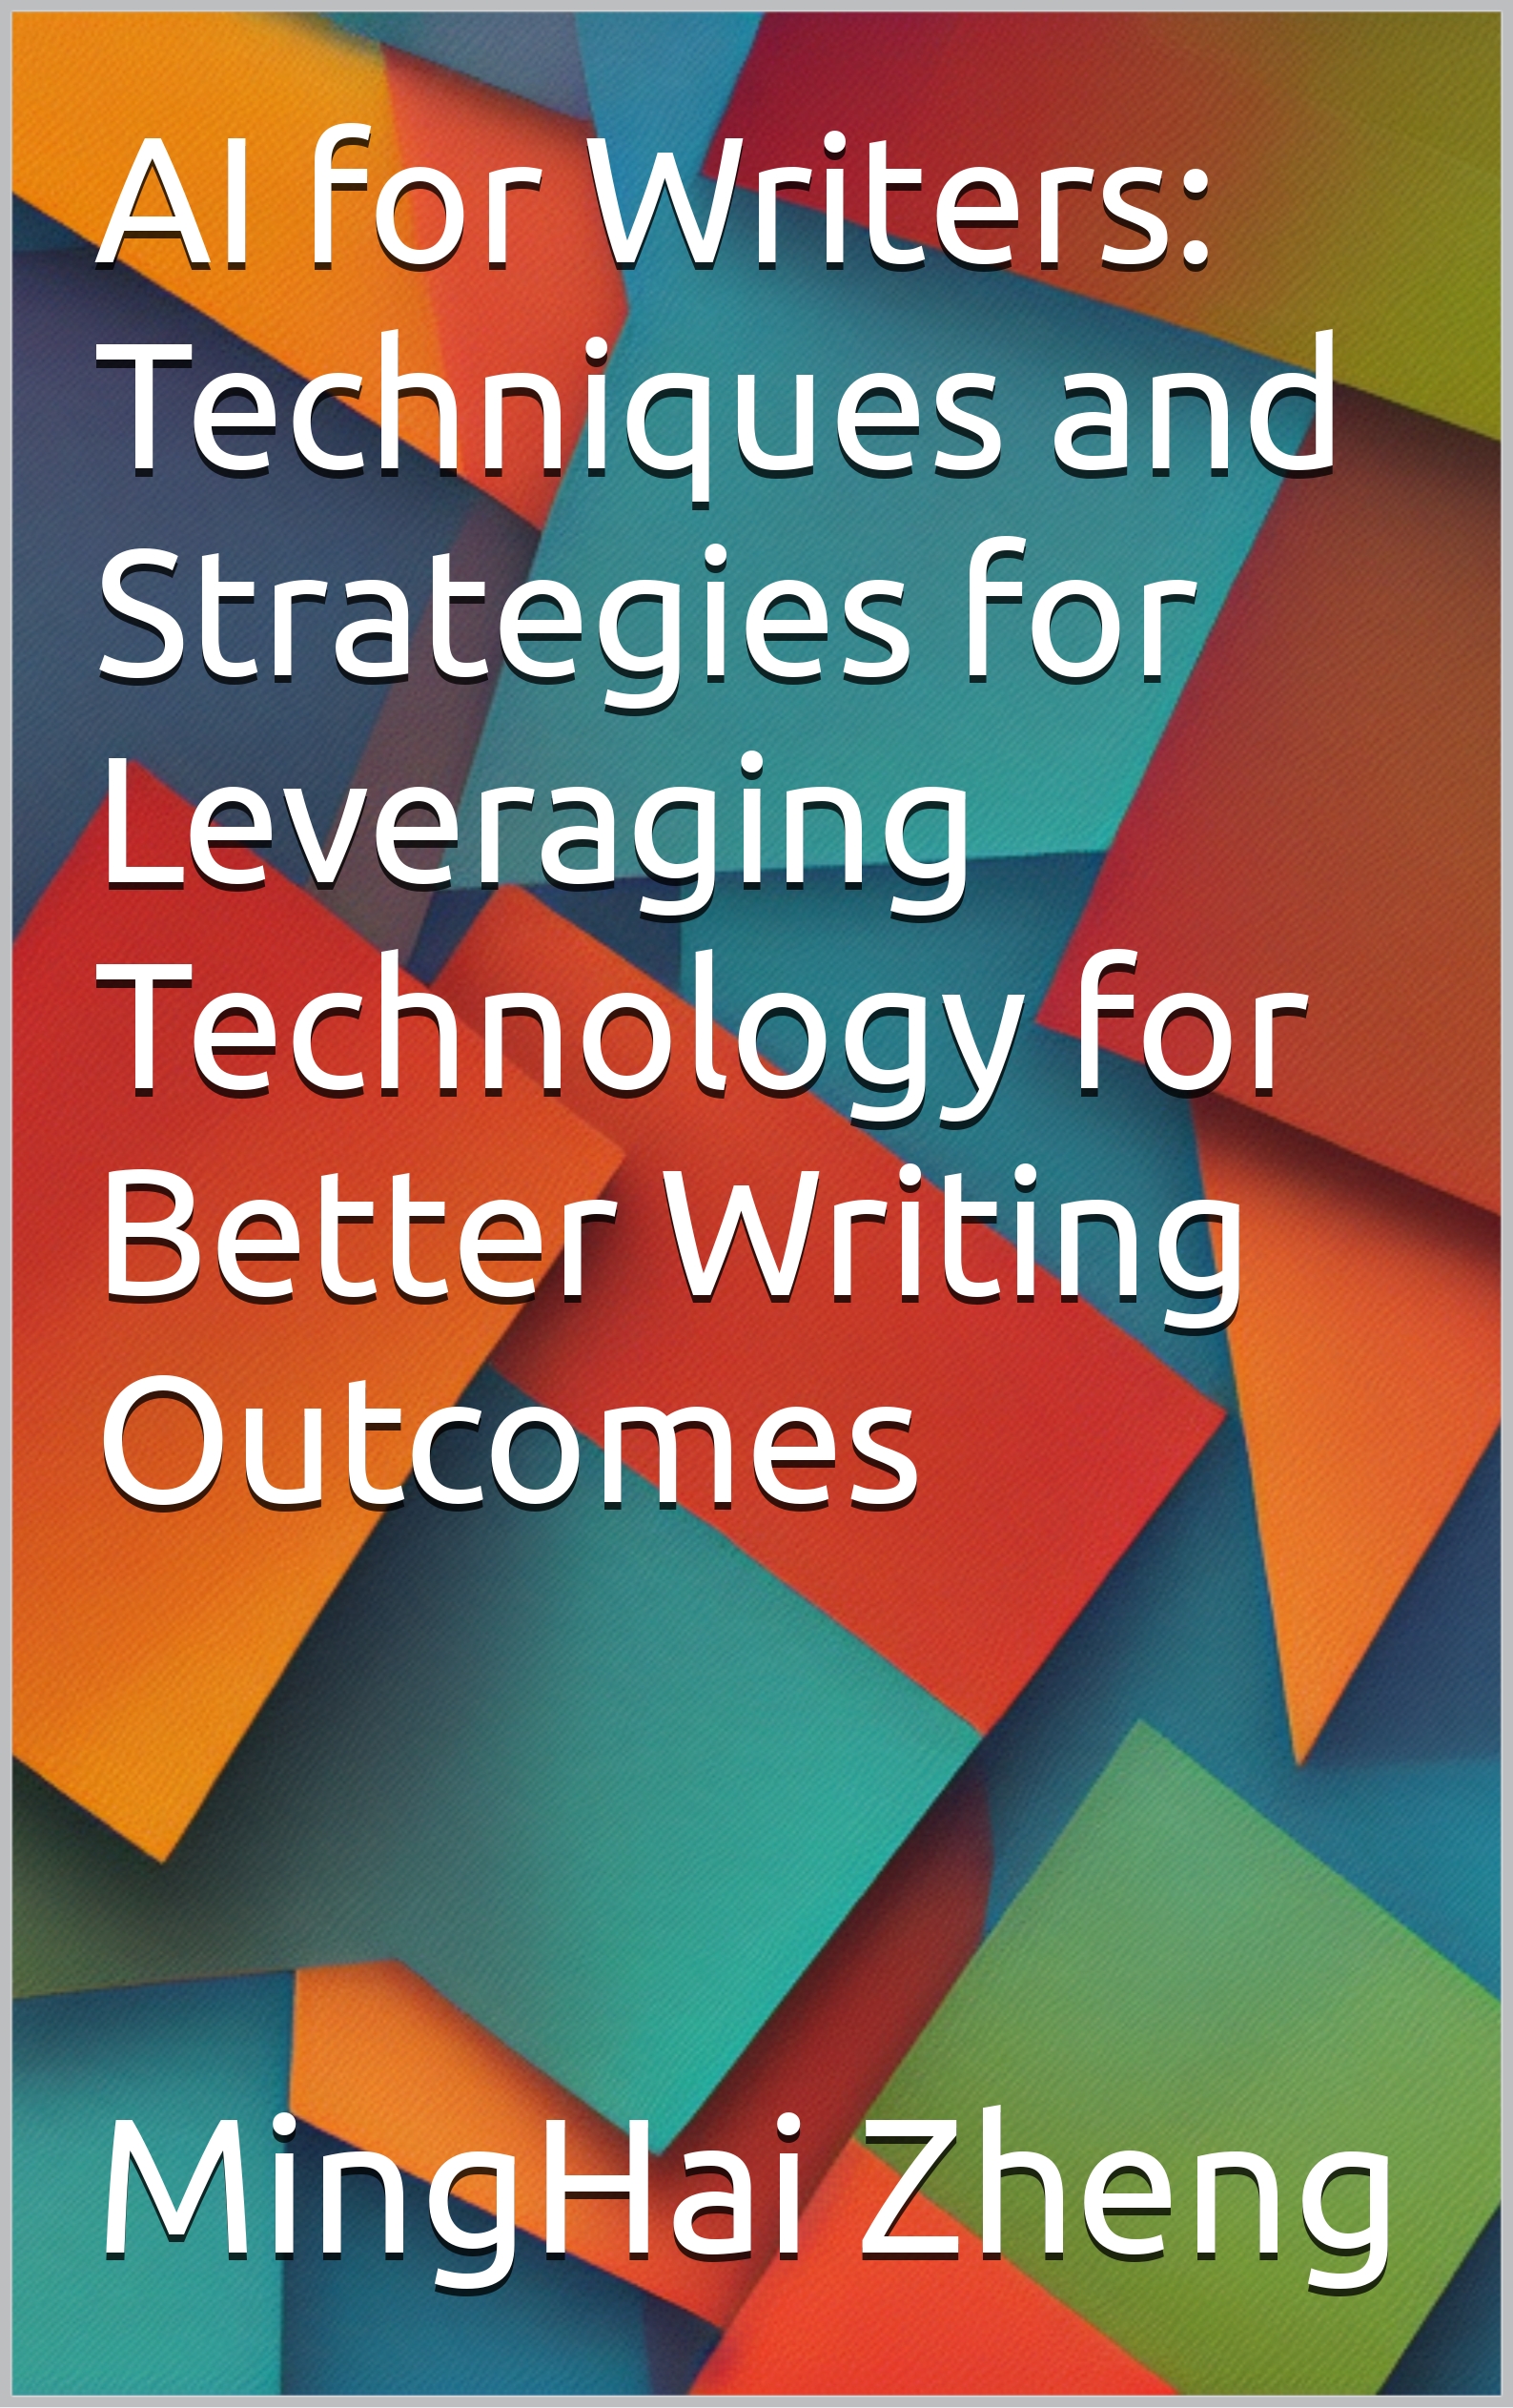 AI for Writers:
Techniques and
Strategies for
Leveraging
Technology for
Better Writing
Outcomes
MingHai Zheng